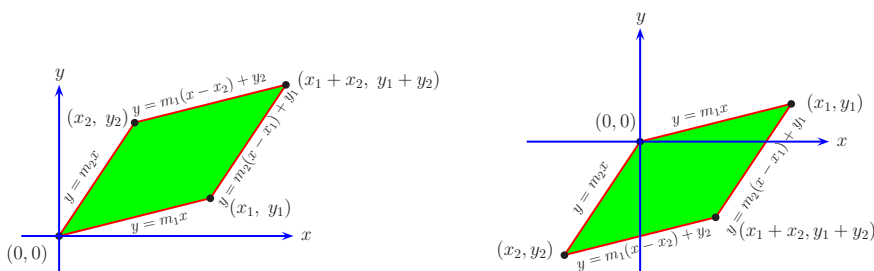 y
(x₁ + x₂, y₁ + y₂)
y = m₁(x − x₂) + y₂
(x₂, y₂)
y = m₂x
y = m₂(x − x₁) + y₁
(x₁, y₁)
y = m₁x
(0, 0)
x
y
(x₁, y₁)
y = m₁x
(0, 0)
x
y = m₂x
y = m₂(x − x₁) + y₁
(x₁ + x₂, y₁ + y₂)
(x₂, y₂)
y = m₁(x − x₂) + y₂